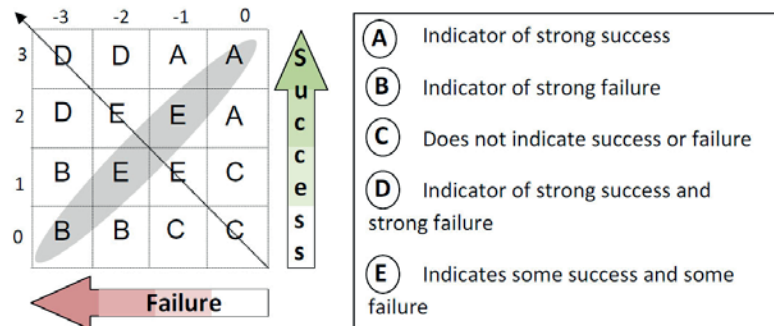 -3 -2 -1 0
3 D D A A
2 D E E A
1 B E E C
0 B B C C
Success
Failure
A Indicator of strong success
B Indicator of strong failure
C Does not indicate success or failure
D Indicator of strong success and
strong failure
E Indicates some success and some
failure